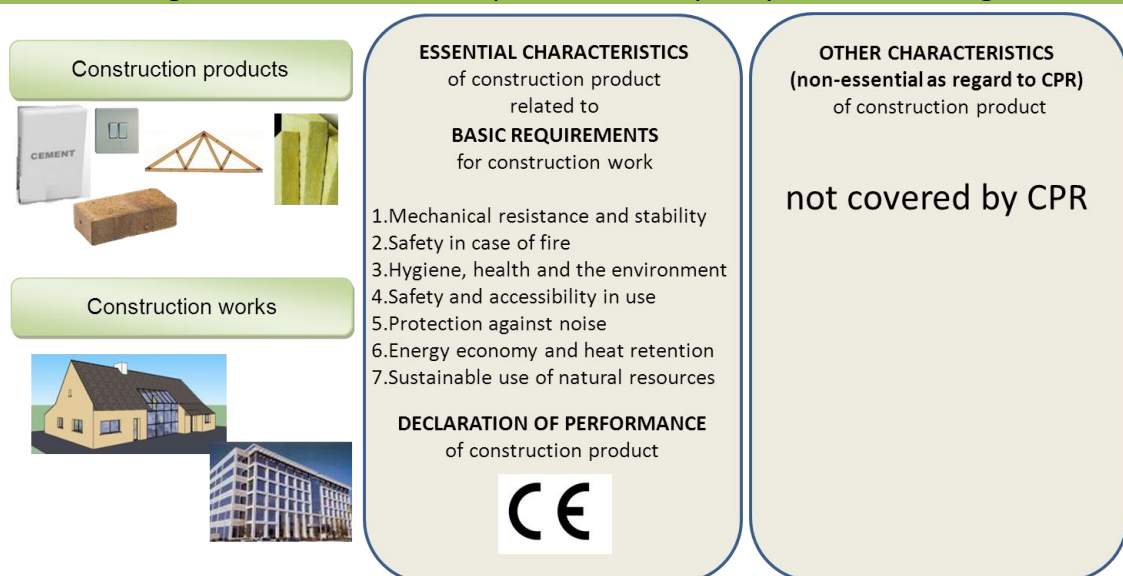 Construction products
CEMENT
Construction works
ESSENTIAL CHARACTERISTICS
of construction product
related to
BASIC REQUIREMENTS
for construction work
1.Mechanical resistance and stability
2.Safety in case of fire
3.Hygiene, health and the environment
4.Safety and accessibility in use
5.Protection against noise
6.Energy economy and heat retention
7.Sustainable use of natural resources
DECLARATION OF PERFORMANCE
of construction product
CE
OTHER CHARACTERISTICS
(non-essential as regard to CPR)
of construction product
not covered by CPR